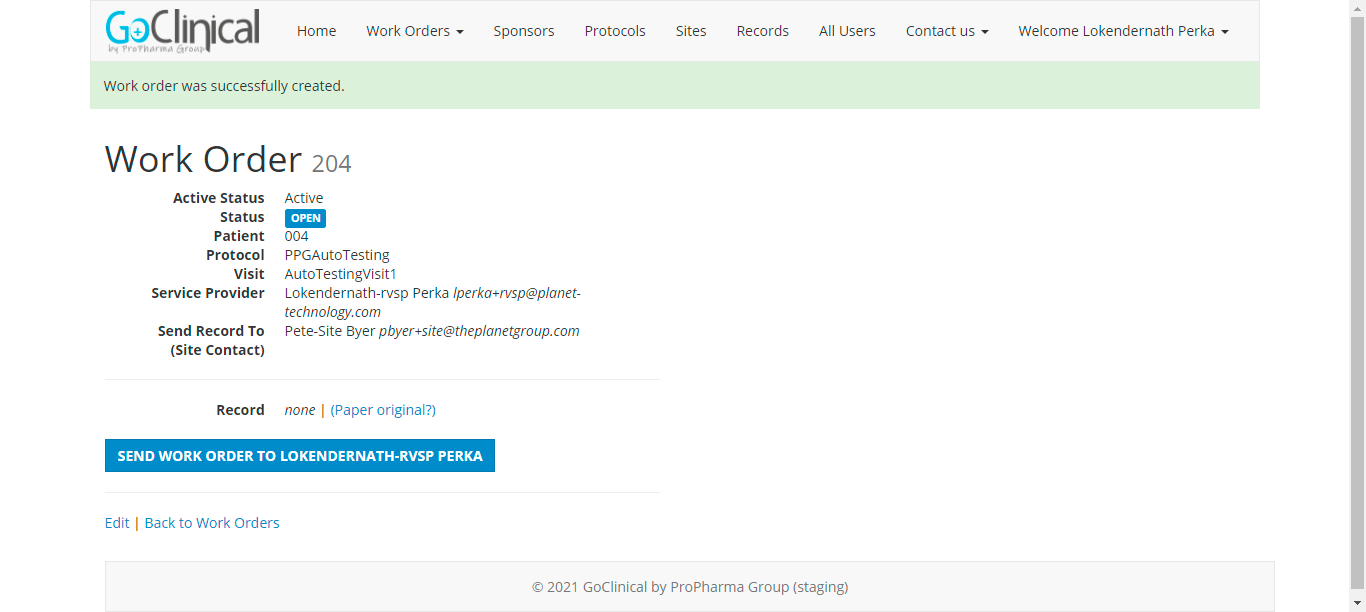 GoClinical
by ProPharma Group
Home Work Orders Sponsors Protocols Sites Records All Users Contact us Welcome Lokendernath Perka
Work order was successfully created.
Work Order 204
Active Status Active
Status OPEN
Patient 004
Protocol PPGAutoTesting
Visit AutoTestingVisit1
Service Provider Lokendernath-rvsp Perka lperka+rvsp@planet-
technology.com
Send Record To Pete-Site Byer pbyer+site@theplanetgroup.com
(Site Contact)
Record none | (Paper original?)
SEND WORK ORDER TO LOKENDERNATH-RVSP PERKA
Edit | Back to Work Orders
© 2021 GoClinical by ProPharma Group (staging)